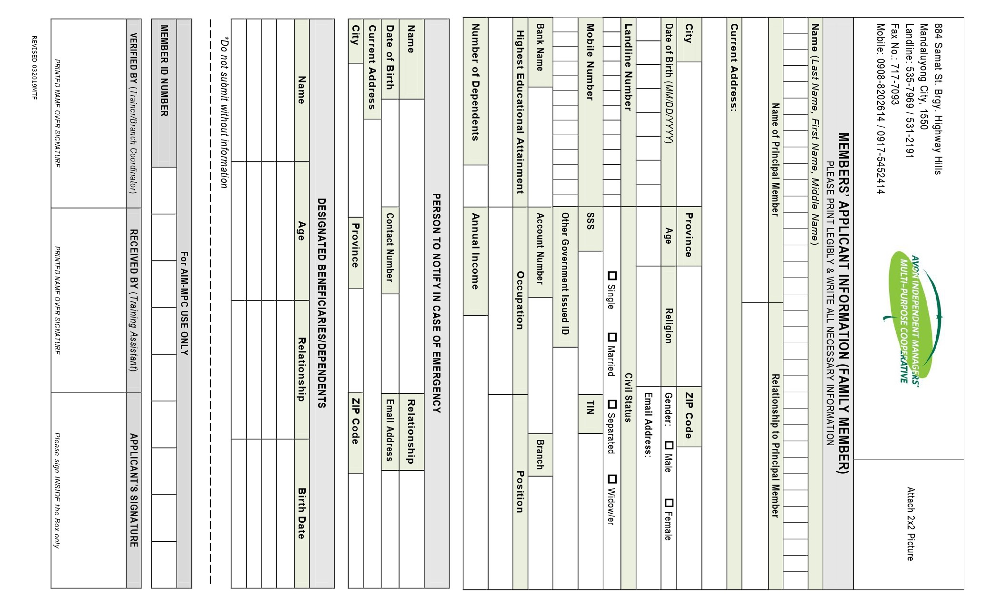 884 Samat St. Brgy. Highway Hills
Mandaluyong City, 1550
Landline: 535-7969 / 531-2191
Fax No.: 717-7093
Mobile: 0908-8202614 / 0917-5452414
AVON INDEPENDENT MANAGERS'
MULTI-PURPOSE COOPERATIVE
Attach 2x2 Picture
MEMBERS' APPLICANT INFORMATION (FAMILY MEMBER)
PLEASE PRINT LEGIBLY & WRITE ALL NECESSARY INFORMATION
Name (Last Name, First Name, Middle Name)
Name of Principal Member Relationship to Principal Member
Current Address:
City Province ZIP Code
Date of Birth (MM/DD/YYYY) Age Religion Gender: Male Female
Email Address:
Landline Number Civil Status
Single Married Separated Widow/er
Mobile Number SSS TIN
Other Government Issued ID
Bank Name Account Number Branch
Highest Educational Attainment Occupation Position
Number of Dependents Annual Income
PERSON TO NOTIFY IN CASE OF EMERGENCY
Name Relationship
Date of Birth Contact Number Email Address
Current Address
City Province ZIP Code
DESIGNATED BENEFICIARIES/DEPENDENTS
Name Age Relationship Birth Date
*Do not submit without information
For AIM-MPC USE ONLY
MEMBER ID NUMBER
VERIFIED BY (Trainer/Branch Coordinator) RECEIVED BY (Training Assistant) APPLICANT'S SIGNATURE
PRINTED NAME OVER SIGNATURE PRINTED NAME OVER SIGNATURE Please sign INSIDE the Box only
REVISED 032019MTF